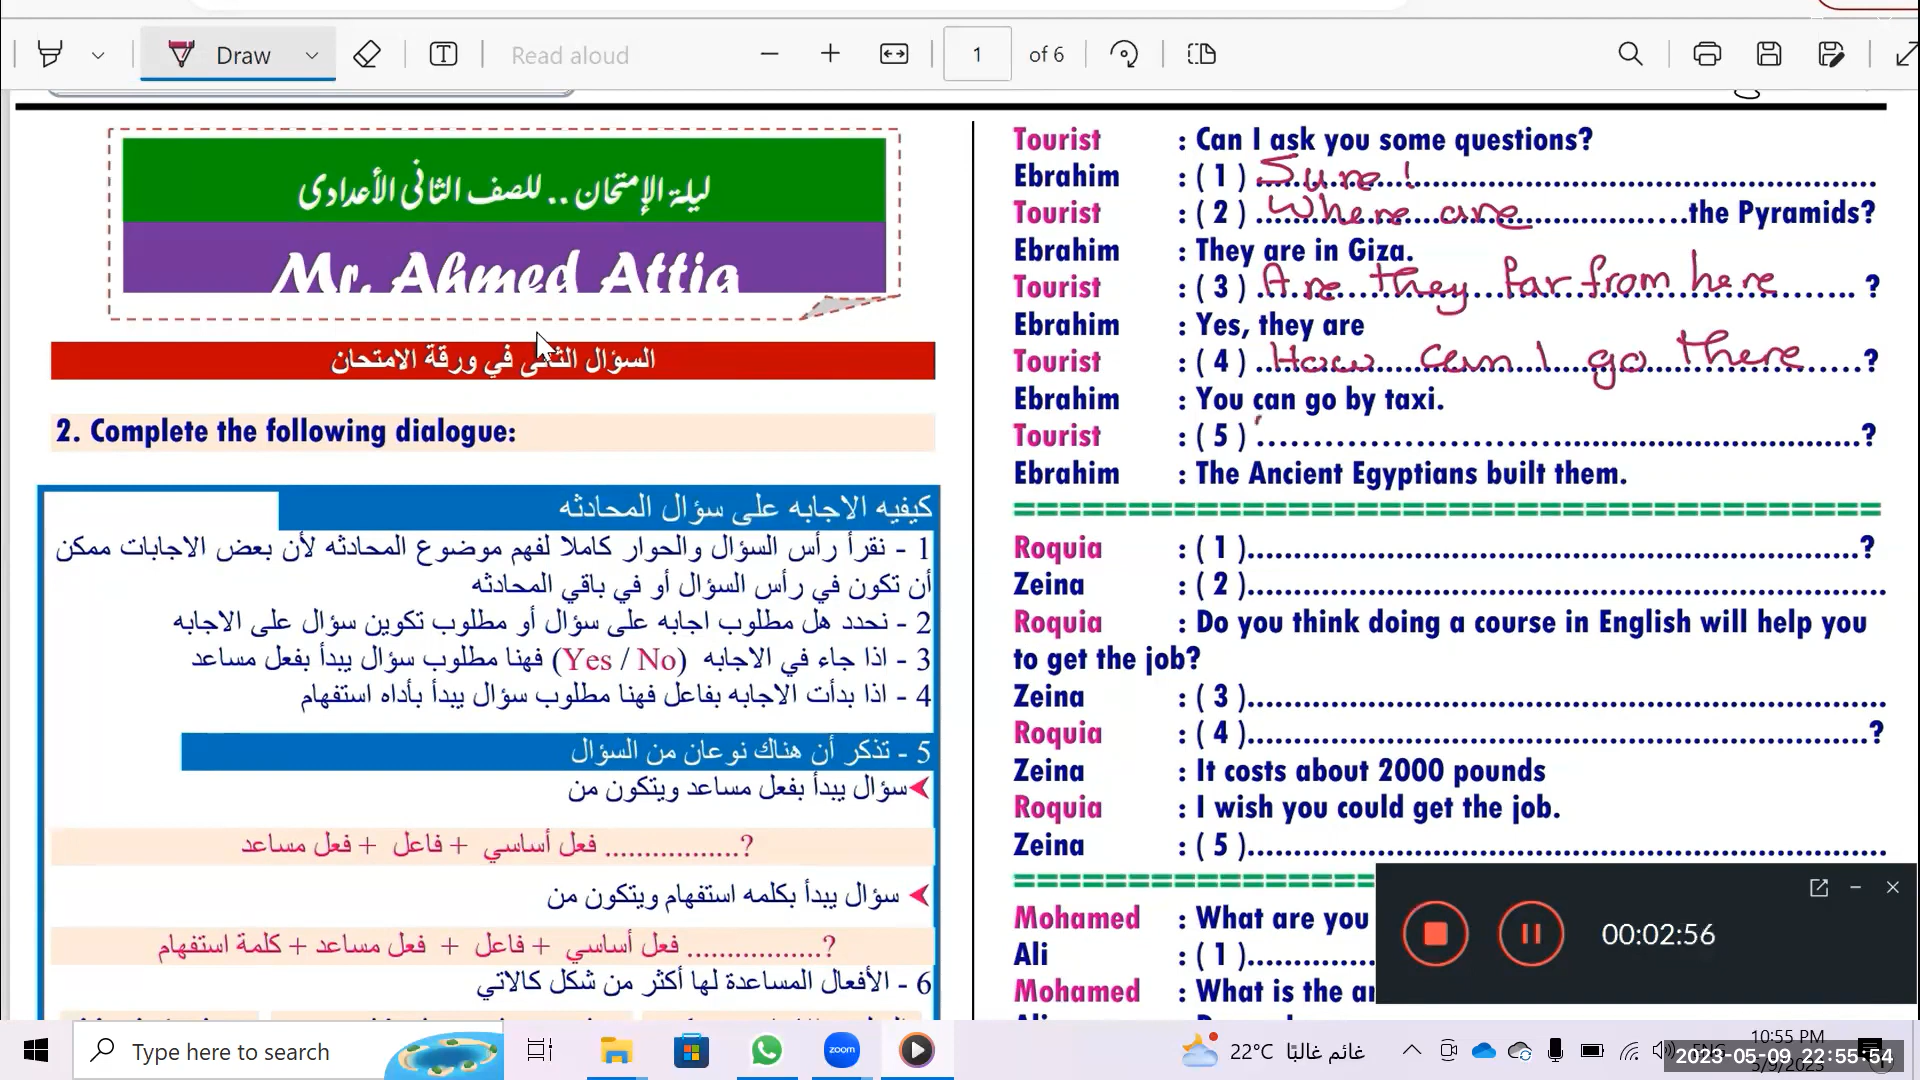 Draw
Read aloud
1 of 6
ليلة الإمتحان .. للصف الثانى الأعدادى
Mr. Ahmed Attia
السؤال الثانى في ورقة الامتحان
2. Complete the following dialogue:
كيفيه الاجابه على سؤال المحادثه
1 - نقرأ رأس السؤال والحوار كاملا لفهم موضوع المحادثه لأن بعض الاجابات ممكن
أن تكون في رأس السؤال أو في باقي المحادثه
2 - نحدد هل مطلوب اجابه على سؤال أو مطلوب تكوين سؤال على الاجابه
3 - اذا جاء في الاجابه (Yes / No) فهنا مطلوب سؤال يبدأ بفعل مساعد
4 - اذا بدأت الاجابه بفاعل فهنا مطلوب سؤال يبدأ بأداه استفهام
5 - تذكر أن هناك نوعان من السؤال
سؤال يبدأ بفعل مساعد ويتكون من
?................. فعل أساسي + فاعل + فعل مساعد
سؤال يبدأ بكلمه استفهام ويتكون من
?................. فعل أساسي + فاعل + فعل مساعد + كلمة استفهام
6 - الأفعال المساعدة لها أكثر من شكل كالاتي
Tourist : Can I ask you some questions?
Ebrahim : ( 1 ) Sure !
Tourist : ( 2 ) Where are ......the Pyramids?
Ebrahim : They are in Giza.
Tourist : ( 3 ) Are they far from here ?
Ebrahim : Yes, they are
Tourist : ( 4 ) How can I go there ?
Ebrahim : You can go by taxi.
Tourist : ( 5 ) ......?
Ebrahim : The Ancient Egyptians built them.
======================================
Roquia : ( 1 )......?
Zeina : ( 2 )......
Roquia : Do you think doing a course in English will help you
to get the job?
Zeina : ( 3 )......
Roquia : ( 4 )......?
Zeina : It costs about 2000 pounds
Roquia : I wish you could get the job.
Zeina : ( 5 )......
Mohamed : What are you
Ali : ( 1 )......
Mohamed : What is the
00:02:56
Type here to search
zoom
22°C غائم غالبًا
10:55 PM
2023-05-09 22:55:54